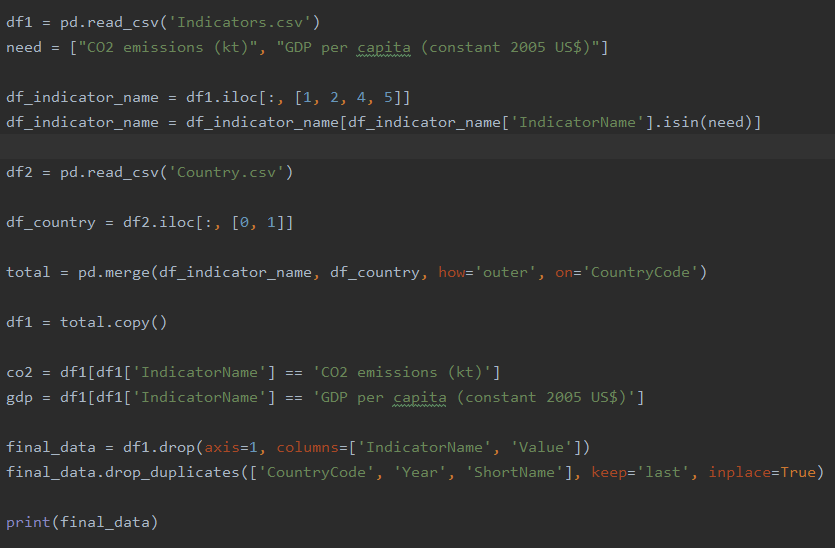 df1 = pd.read_csv('Indicators.csv')
need = ["CO2 emissions (kt)", "GDP per capita (constant 2005 US$)"]
df_indicator_name = df1.iloc[:, [1, 2, 4, 5]]
df_indicator_name = df_indicator_name[df_indicator_name['IndicatorName'].isin(need)]
df2 = pd.read_csv('Country.csv')
df_country = df2.iloc[:, [0, 1]]
total = pd.merge(df_indicator_name, df_country, how='outer', on='CountryCode')
df1 = total.copy()
co2 = df1[df1['IndicatorName'] == 'CO2 emissions (kt)']
gdp = df1[df1['IndicatorName'] == 'GDP per capita (constant 2005 US$)']
final_data = df1.drop(axis=1, columns=['IndicatorName', 'Value'])
final_data.drop_duplicates(['CountryCode', 'Year', 'ShortName'], keep='last', inplace=True)
print(final_data)